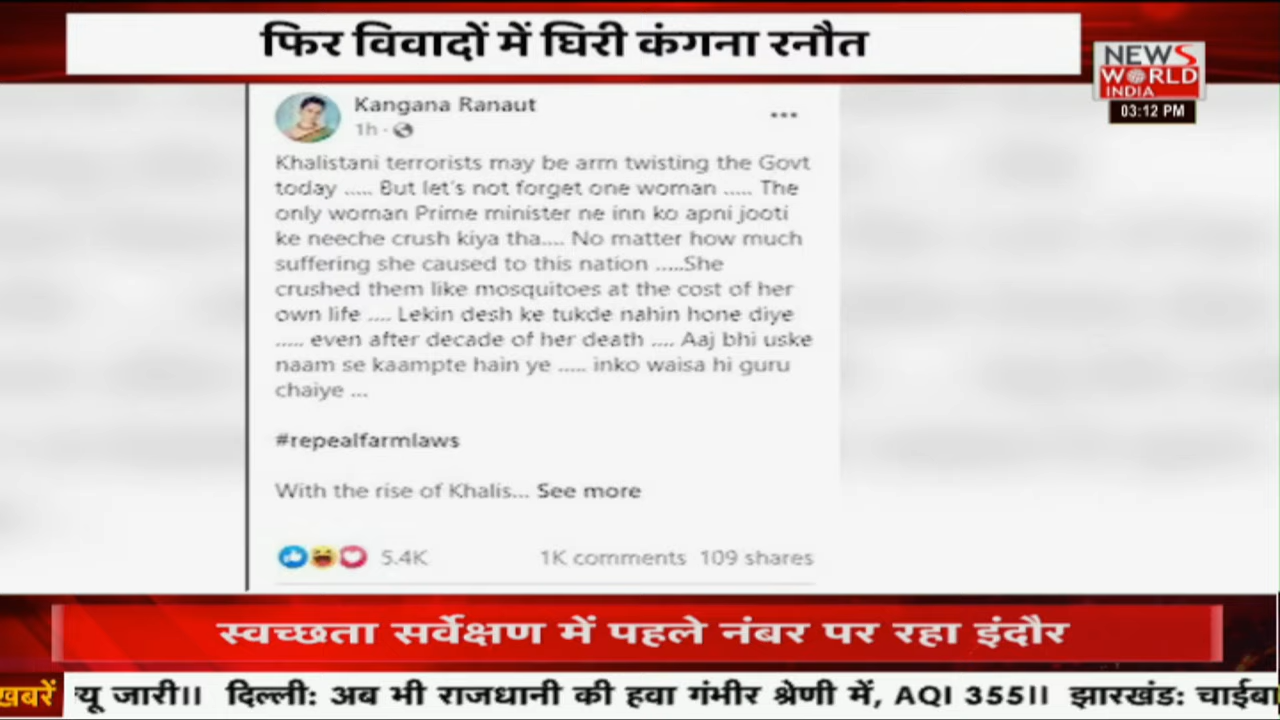 फिर विवादों में घिरी कंगना रनौत
NEWS
WORLD
INDIA
03:12 PM
Kangana Ranaut
1h ·
Khalistani terrorists may be arm twisting the Govt
today ..... But let's not forget one woman ..... The
only woman Prime minister ne inn ko apni jooti
ke neeche crush kiya tha.... No matter how much
suffering she caused to this nation .....She
crushed them like mosquitoes at the cost of her
own life .... Lekin desh ke tukde nahin hone diye
..... even after decade of her death .... Aaj bhi uske
naam se kaampte hain ye ..... inko waisa hi guru
chaiye ...
#repealfarmlaws
With the rise of Khalis... See more
5.4K 1K comments 109 shares
स्वच्छता सर्वेक्षण में पहले नंबर पर रहा इंदौर
खबरें यू जारी॥ दिल्ली: अब भी राजधानी की हवा गंभीर श्रेणी में, AQI 355॥ झारखंड: चाईबा